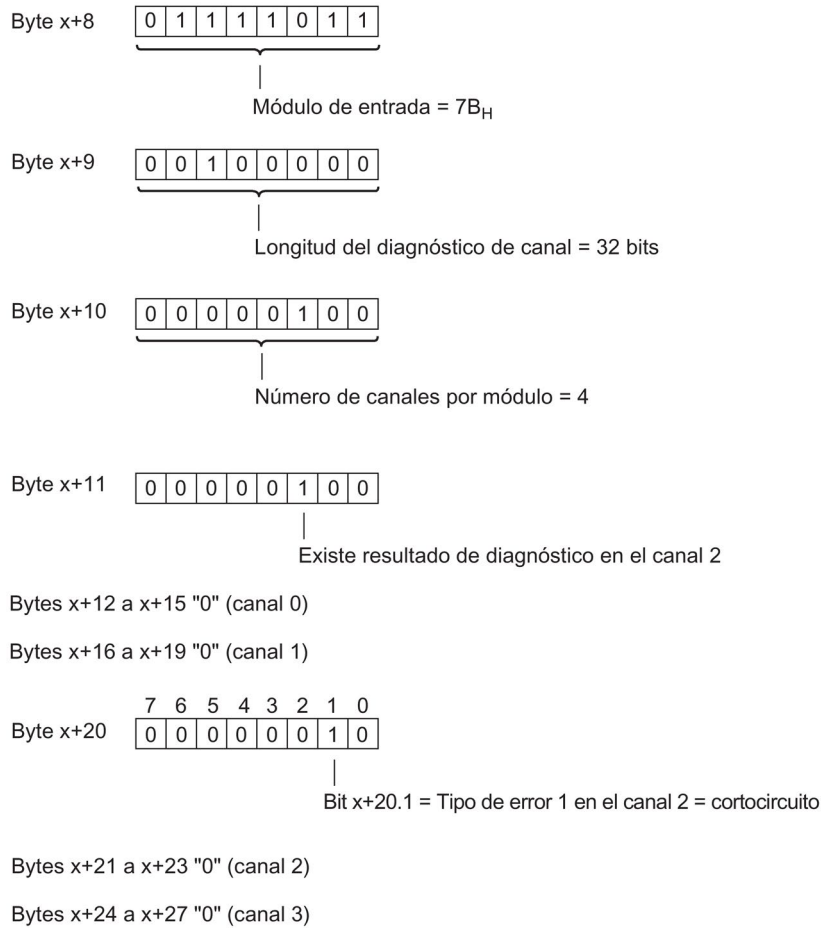 Byte x+8 0 1 1 1 1 0 1 1
Módulo de entrada = 7BH
Byte x+9 0 0 1 0 0 0 0 0
Longitud del diagnóstico de canal = 32 bits
Byte x+10 0 0 0 0 0 1 0 0
Número de canales por módulo = 4
Byte x+11 0 0 0 0 0 1 0 0
Existe resultado de diagnóstico en el canal 2
Bytes x+12 a x+15 "0" (canal 0)
Bytes x+16 a x+19 "0" (canal 1)
7 6 5 4 3 2 1 0
Byte x+20 0 0 0 0 0 0 1 0
Bit x+20.1 = Tipo de error 1 en el canal 2 = cortocircuito
Bytes x+21 a x+23 "0" (canal 2)
Bytes x+24 a x+27 "0" (canal 3)